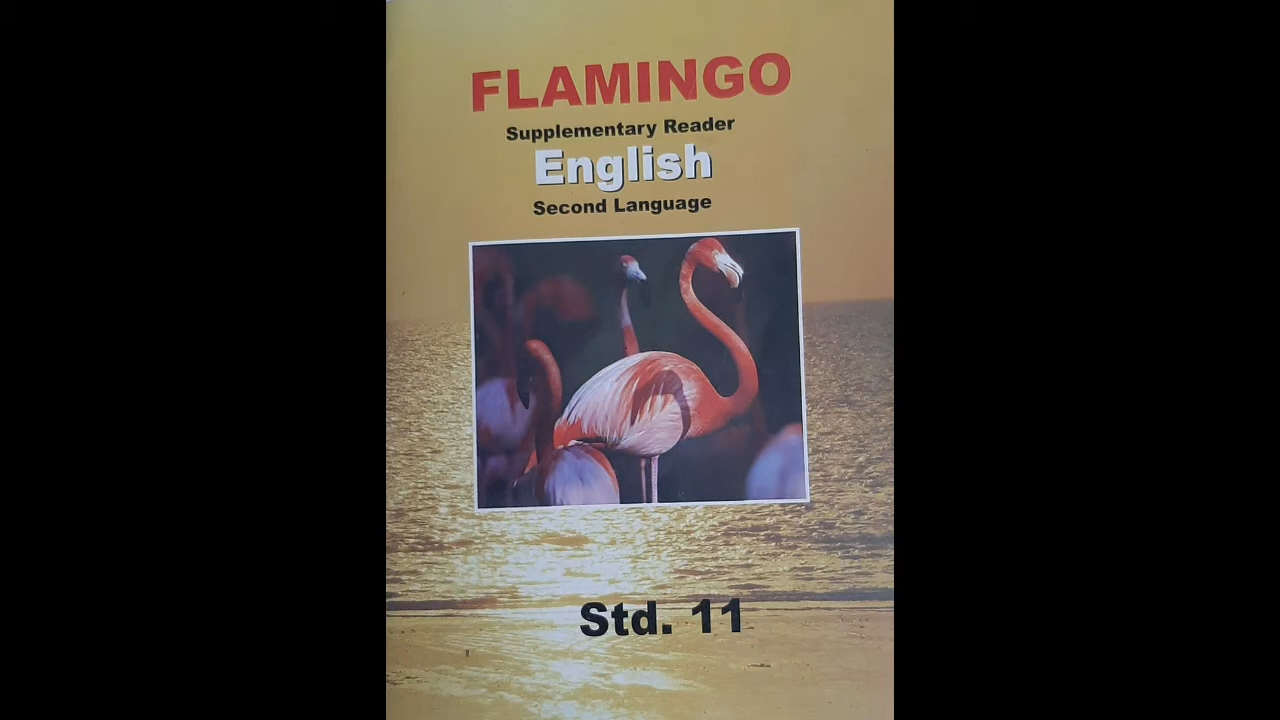 FLAMINGO
Supplementary Reader
English
Second Language
Std. 11